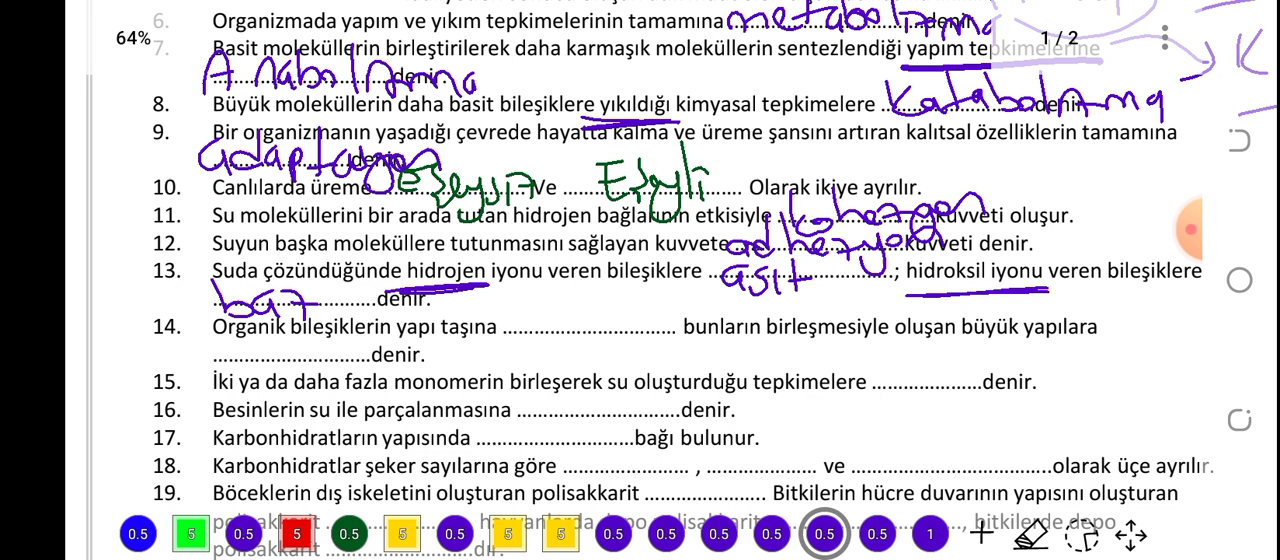 6. Organizmada yapım ve yıkım tepkimelerinin tamamına metabolizma denir
64%
1 / 2
7. Basit moleküllerin birleştirilerek daha karmaşık moleküllerin sentezlendiği yapım tepkimelerine
Anabolizma denir.
8. Büyük moleküllerin daha basit bileşiklere yıkıldığı kimyasal tepkimelere Katabolizma denir
9. Bir organizmanın yaşadığı çevrede hayatta kalma ve üreme şansını artıran kalıtsal özelliklerin tamamına
adaptasyon denir
10. Canlılarda üreme Eşeysiz Ve ........ Eşeyli ........ Olarak ikiye ayrılır.
11. Su moleküllerini bir arada tutan hidrojen bağlarının etkisiyle kohezyon kuvveti oluşur.
12. Suyun başka moleküllere tutunmasını sağlayan kuvvete adhezyon kuvveti denir.
13. Suda çözündüğünde hidrojen iyonu veren bileşiklere asit ................; hidroksil iyonu veren bileşiklere
baz ............denir.
14. Organik bileşiklerin yapı taşına ................................ bunların birleşmesiyle oluşan büyük yapılara
.............................denir.
15. İki ya da daha fazla monomerin birleşerek su oluşturduğu tepkimelere ....................denir.
16. Besinlerin su ile parçalanmasına ..............................denir.
17. Karbonhidratların yapısında .............................bağı bulunur.
18. Karbonhidratlar şeker sayılarına göre ....................... , .................... ve .....................................olarak üçe ayrılır.
19. Böceklerin dış iskeletini oluşturan polisakkarit ...................... Bitkilerin hücre duvarının yapısını oluşturan
polisakkarit .................... hayvanlarda depo polisakkarit ...................., bitkilerde depo
polisakkarit ..........................dır.
0.5 5 0.5 5 0.5 5 0.5 5 5 0.5 0.5 0.5 0.5 0.5 0.5 1